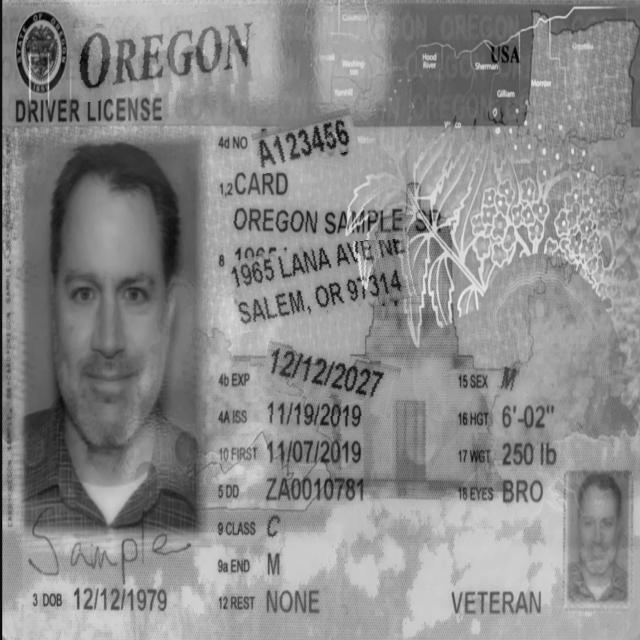 OREGON
USA
DRIVER LICENSE
Hood River
Sherman
Gilliam
Morrow
Yamhill
4d NO A123456
1,2 CARD
OREGON SAMPLE
8 1965 LANA AVE NE
SALEM, OR 97314
4b EXP 12/12/2027
15 SEX M
4A ISS 11/19/2019
16 HGT 6'-02"
10 FIRST 11/07/2019
17 WGT 250 lb
5 DD ZA0010781
18 EYES BRO
9 CLASS C
Sample
9a END M
3 DOB 12/12/1979
12 REST NONE
VETERAN